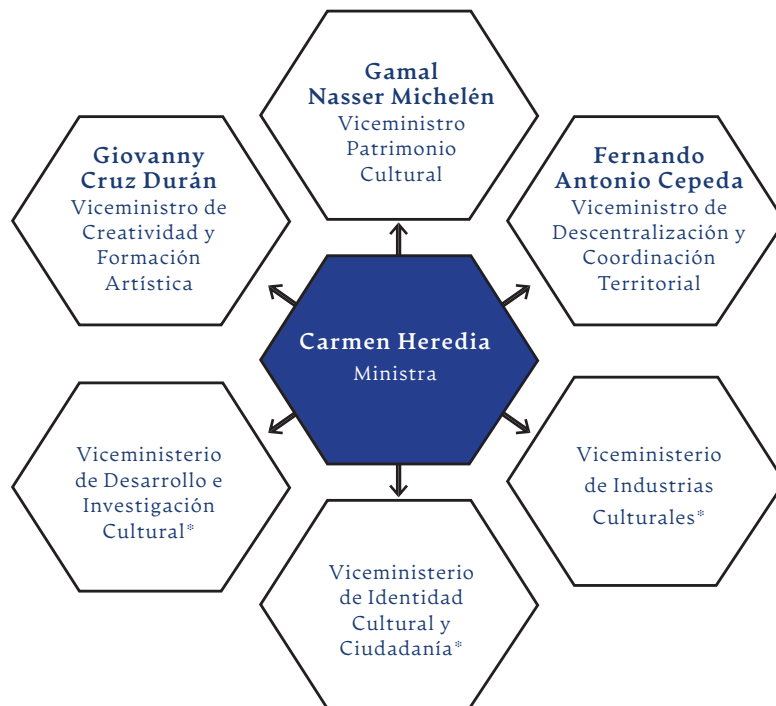 Gamal
Nasser Michelén
Viceministro
Patrimonio
Cultural
Giovanny
Cruz Durán
Viceministro de
Creatividad y
Formación
Artística
Fernando
Antonio Cepeda
Viceministro de
Descentralización y
Coordinación
Territorial
Carmen Heredia
Ministra
Viceministerio
de Desarrollo e
Investigación
Cultural*
Viceministerio
de Industrias
Culturales*
Viceministerio
de Identidad
Cultural y
Ciudadanía*